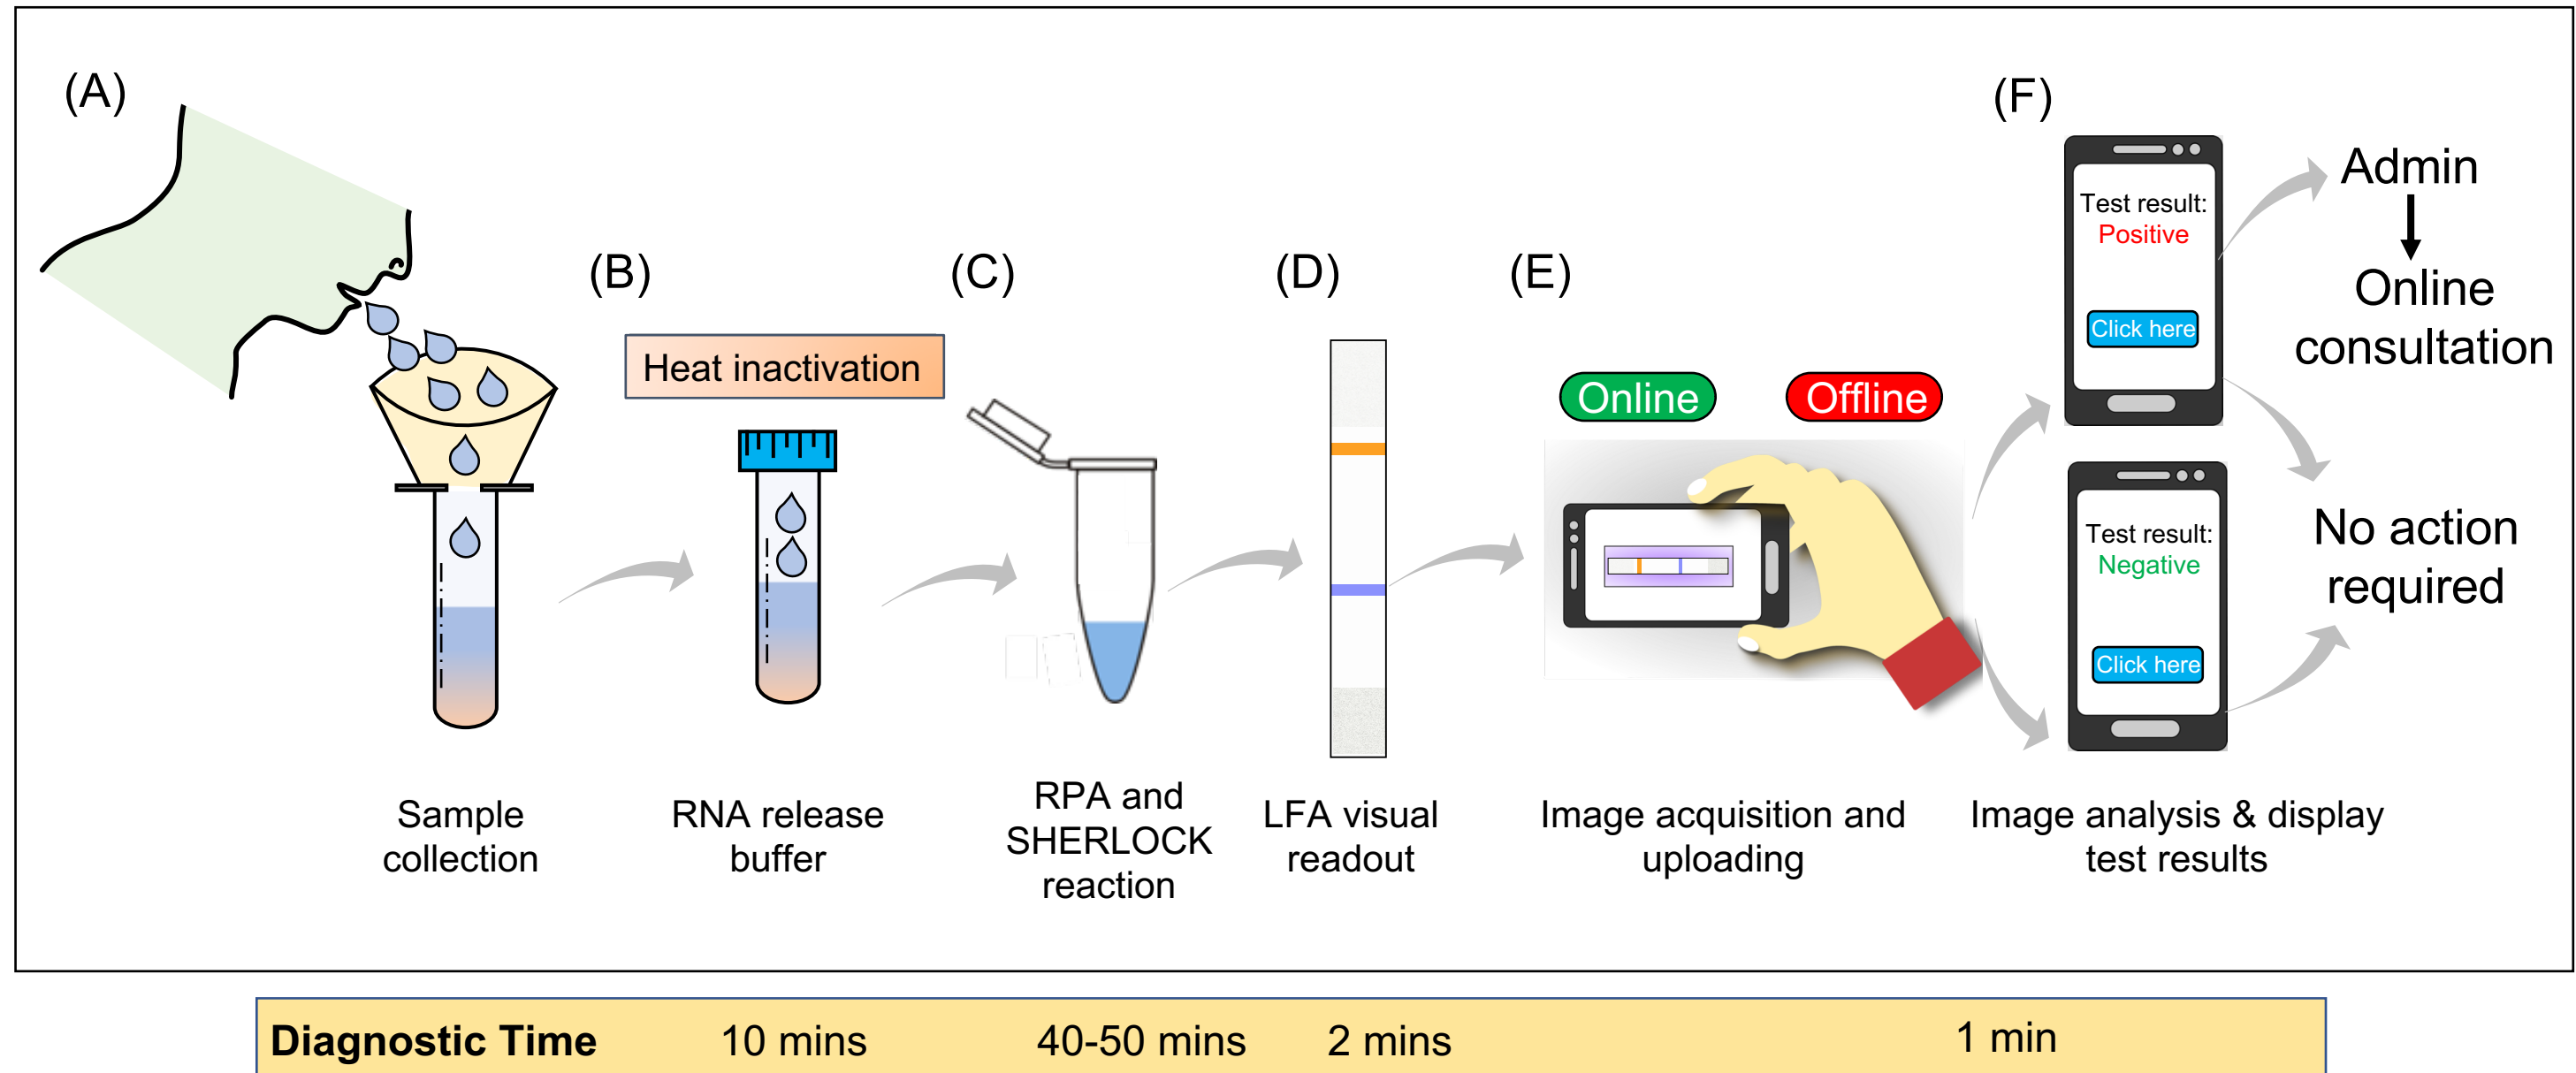 (A)
(B)
Heat inactivation
(C)
(D)
(E)
Online
Offline
(F)
Test result:
Positive
Click here
Admin
Online
consultation
Test result:
Negative
Click here
No action
required
Sample
collection
RNA release
buffer
RPA and
SHERLOCK
reaction
LFA visual
readout
Image acquisition and
uploading
Image analysis & display
test results
Diagnostic Time 10 mins 40-50 mins 2 mins 1 min